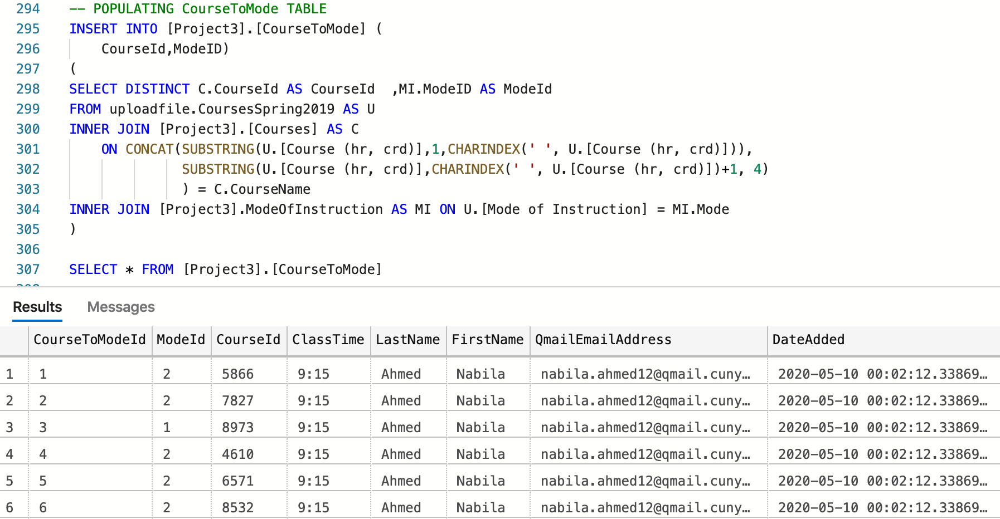 294 -- POPULATING CourseToMode TABLE
295 INSERT INTO [Project3].[CourseToMode] (
296 CourseId,ModeID)
297 (
298 SELECT DISTINCT C.CourseId AS CourseId  ,MI.ModeID AS ModeId
299 FROM uploadfile.CoursesSpring2019 AS U
300 INNER JOIN [Project3].[Courses] AS C
301 ON CONCAT(SUBSTRING(U.[Course (hr, crd)],1,CHARINDEX(' ', U.[Course (hr, crd)])),
302 SUBSTRING(U.[Course (hr, crd)],CHARINDEX(' ', U.[Course (hr, crd)])+1, 4)
303 ) = C.CourseName
304 INNER JOIN [Project3].ModeOfInstruction AS MI ON U.[Mode of Instruction] = MI.Mode
305 )
306
307 SELECT * FROM [Project3].[CourseToMode]
Results Messages
CourseToModeId ModeId CourseId ClassTime LastName FirstName QmailEmailAddress DateAdded
1 1 2 5866 9:15 Ahmed Nabila nabila.ahmed12@qmail.cuny… 2020-05-10 00:02:12.33869…
2 2 2 7827 9:15 Ahmed Nabila nabila.ahmed12@qmail.cuny… 2020-05-10 00:02:12.33869…
3 3 1 8973 9:15 Ahmed Nabila nabila.ahmed12@qmail.cuny… 2020-05-10 00:02:12.33869…
4 4 2 4610 9:15 Ahmed Nabila nabila.ahmed12@qmail.cuny… 2020-05-10 00:02:12.33869…
5 5 2 6571 9:15 Ahmed Nabila nabila.ahmed12@qmail.cuny… 2020-05-10 00:02:12.33869…
6 6 2 8532 9:15 Ahmed Nabila nabila.ahmed12@qmail.cuny… 2020-05-10 00:02:12.33869…